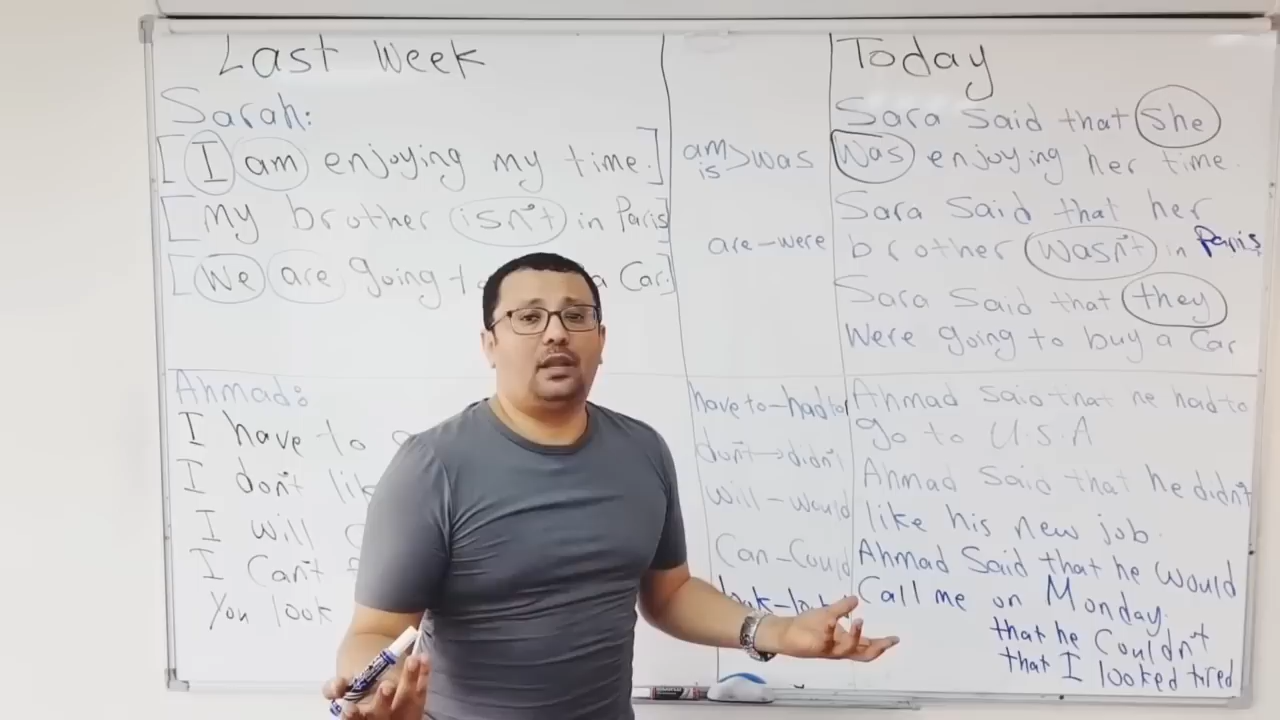 Last Week
Sarah:
[I am enjoying my time.]
[My brother isn't in Paris]
[We are going a Car.]
Ahmad:
I have to
I don't
I will
I Can't
You look
am
is > was
are – were
have to – had to
don't → didn't
will – would
Can – Could
Today
Sara Said that she
was enjoying her time.
Sara Said that her
brother wasn't in Paris.
Sara Said that they
were going to buy a Car
Ahmad said that he had to
go to U.S.A
Ahmad Said that he didn't
like his new job.
Ahmad Said that he would
Call me on Monday.
that he Couldn't
that I looked tired